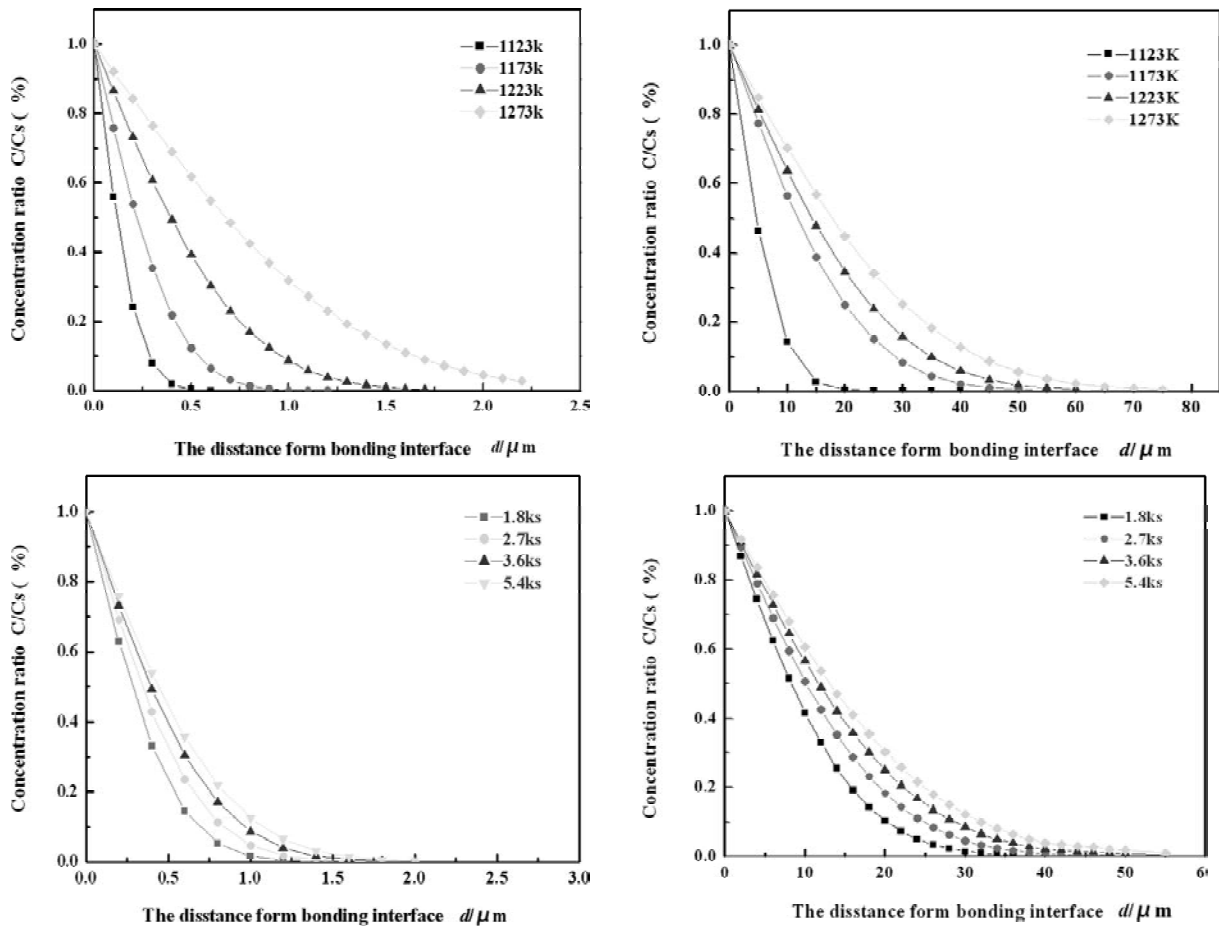 1.0
0.8
0.6
0.4
0.2
0.0
0.0 0.5 1.0 1.5 2.0 2.5
Concentration ratio C/Cs ( %)
The disstance form bonding interface d/μm
1123k
1173k
1223k
1273k
1.0
0.8
0.6
0.4
0.2
0.0
0 10 20 30 40 50 60 70 80
Concentration ratio C/Cs ( %)
The disstance form bonding interface d/μm
1123K
1173K
1223K
1273K
1.0
0.8
0.6
0.4
0.2
0.0
0.0 0.5 1.0 1.5 2.0 2.5 3.0
Concentration ratio C/Cs ( %)
The disstance form bonding interface d/μm
1.8ks
2.7ks
3.6ks
5.4ks
1.0
0.8
0.6
0.4
0.2
0.0
0 10 20 30 40 50
Concentration ratio C/Cs ( %)
The disstance form bonding interface d/μm
1.8ks
2.7ks
3.6ks
5.4ks